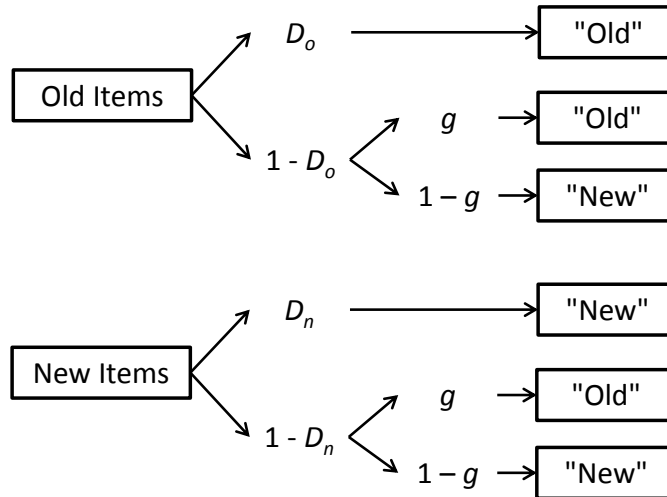 D_o "Old"
Old Items
g "Old"
1 - D_o
1 – g "New"
D_n "New"
New Items
g "Old"
1 - D_n
1 – g "New"